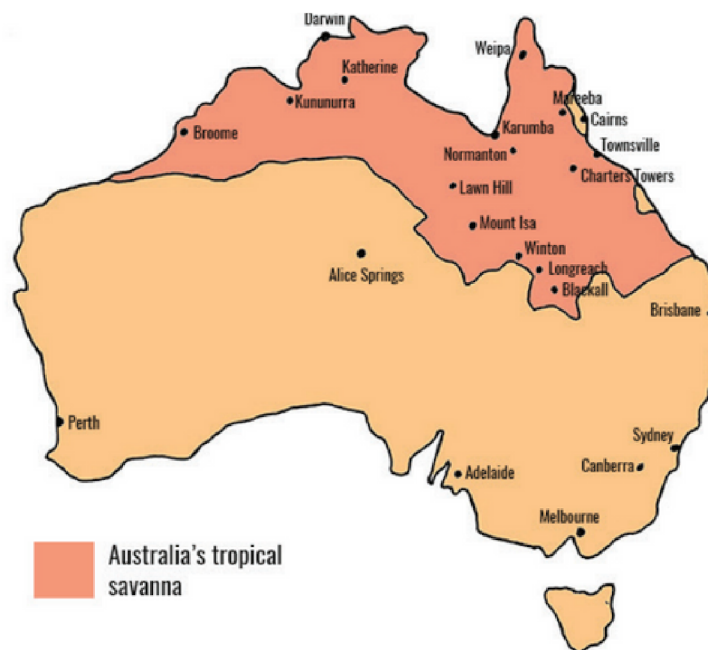 Darwin
Weipa
Katherine
Mareeba
Kununurra
Cairns
Broome
Karumba
Townsville
Normanton
Charters Towers
Lawn Hill
Mount Isa
Winton
Longreach
Alice Springs
Blackall
Brisbane
Perth
Sydney
Canberra
Adelaide
Melbourne
Australia’s tropical
savanna